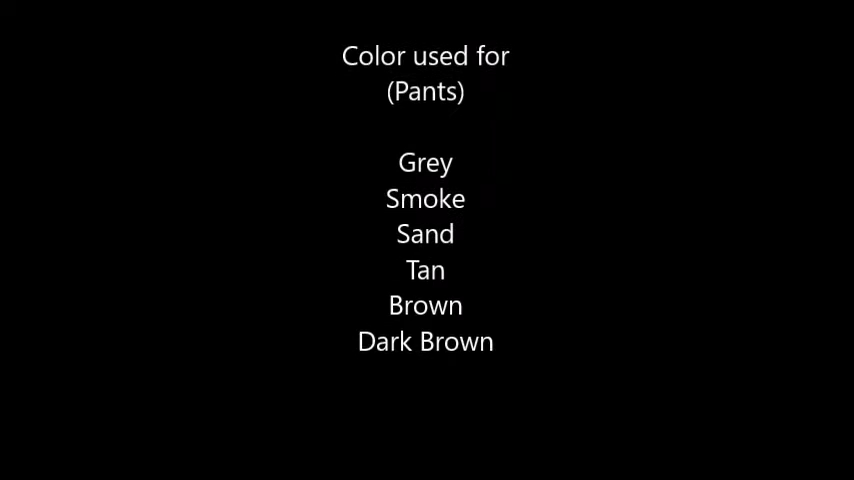 Color used for
(Pants)
Grey
Smoke
Sand
Tan
Brown
Dark Brown